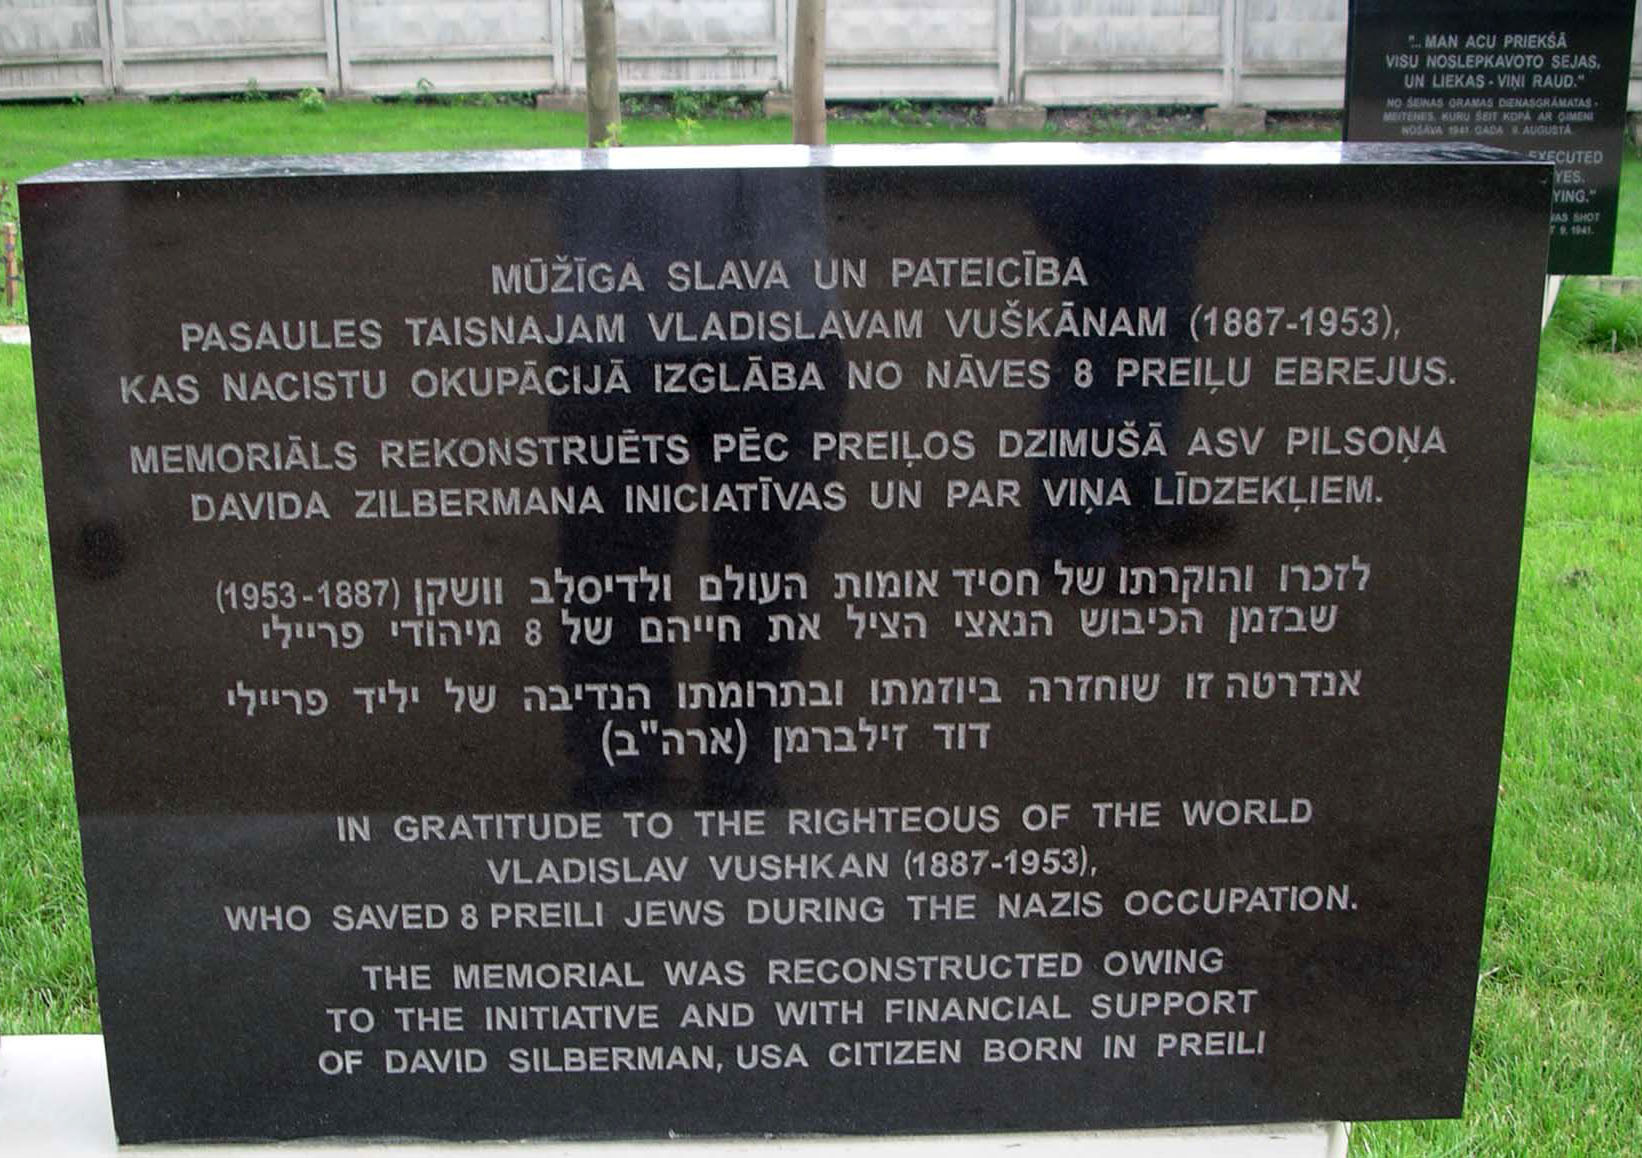 "... MAN ACU PRIEKŠĀ
VISU NOSLEPKAVOTO SEJAS,
UN LIEKAS - VIŅI RAUD."
NO ŠEINAS GRAMAS DIENASGRĀMATAS -
MEITENES, KURU ŠEIT KOPĀ AR ĢIMENI
NOŠĀVA 1941. GADA 9. AUGUSTĀ.
EXECUTED
YES.
YING."
WAS SHOT
T 9, 1941.
MŪŽĪGA SLAVA UN PATEICĪBA
PASAULES TAISNAJAM VLADISLAVAM VUŠKĀNAM (1887-1953),
KAS NACISTU OKUPĀCIJĀ IZGLĀBA NO NĀVES 8 PREIĻU EBREJUS.
MEMORIĀLS REKONSTRUĒTS PĒC PREIĻOS DZIMUŠĀ ASV PILSOŅA
DAVIDA ZILBERMANA INICIATĪVAS UN PAR VIŅA LĪDZEKĻIEM.
לזכרו והוקרתו של חסיד אומות העולם ולדיסלב וושקן (1953-1887)
שבזמן הכיבוש הנאצי הציל את חייהם של 8 מיהודי פריילי
אנדרטה זו שוחזרה ביוזמתו ובתרומתו הנדיבה של יליד פריילי
דוד זילברמן (ארה"ב)
IN GRATITUDE TO THE RIGHTEOUS OF THE WORLD
VLADISLAV VUSHKAN (1887-1953),
WHO SAVED 8 PREILI JEWS DURING THE NAZIS OCCUPATION.
THE MEMORIAL WAS RECONSTRUCTED OWING
TO THE INITIATIVE AND WITH FINANCIAL SUPPORT
OF DAVID SILBERMAN, USA CITIZEN BORN IN PREILI